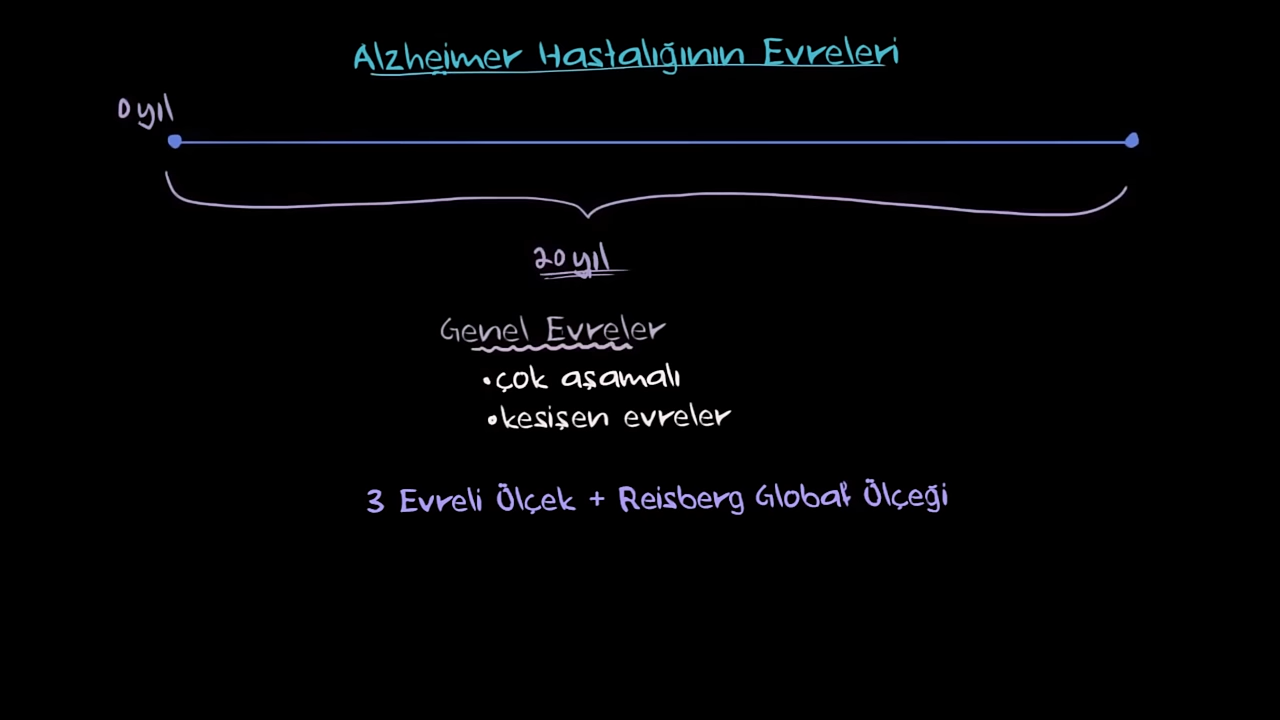 Alzheimer Hastalığının Evreleri
0 yıl
20 yıl
Genel Evreler
•çok aşamalı
•kesişen evreler
3 Evreli Ölçek + Reisberg Global Ölçeği